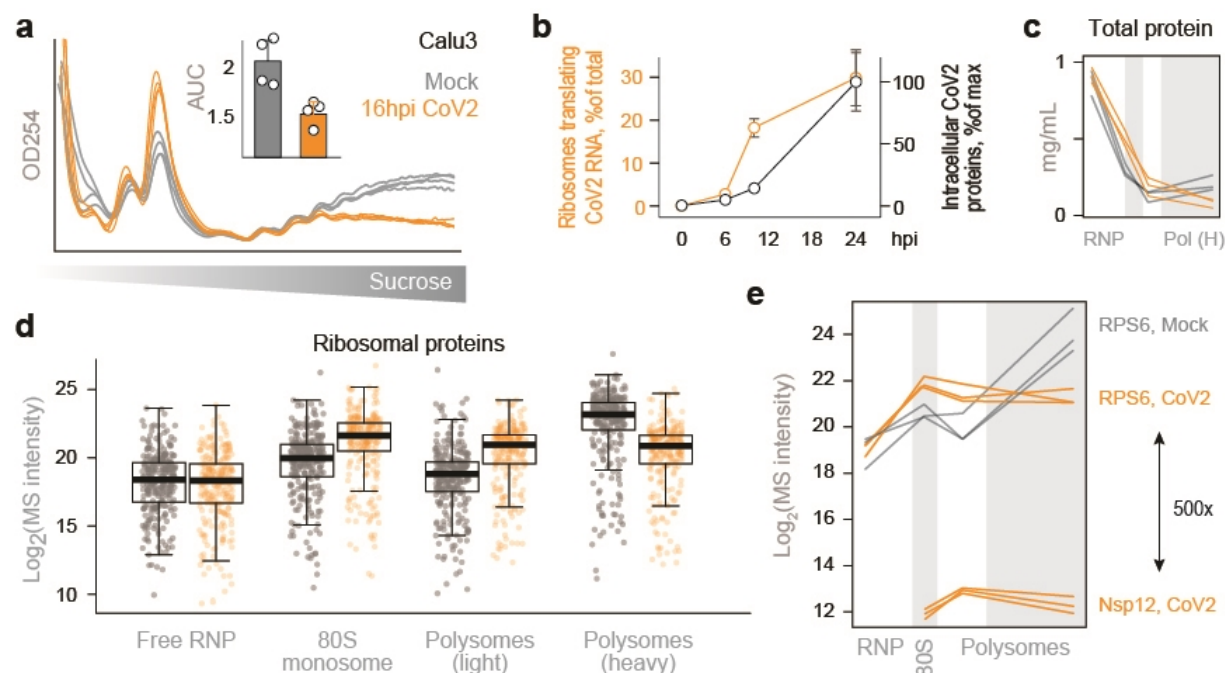 a
Calu3
Mock
16hpi CoV2
AUC
2
1.5
OD254
Sucrose
b
Ribosomes translating
CoV2 RNA, %of total
30
20
10
0
100
50
0
Intracellular CoV2
proteins, %of max
0 6 12 18 24 hpi
c
Total protein
mg/mL
1
0
RNP Pol (H)
d
Ribosomal proteins
Log2(MS intensity)
25
20
15
10
Free RNP
80S
monosome
Polysomes
(light)
Polysomes
(heavy)
e
Log2(MS intensity)
24
22
20
18
16
14
12
RPS6, Mock
RPS6, CoV2
500x
Nsp12, CoV2
RNP
Polysomes